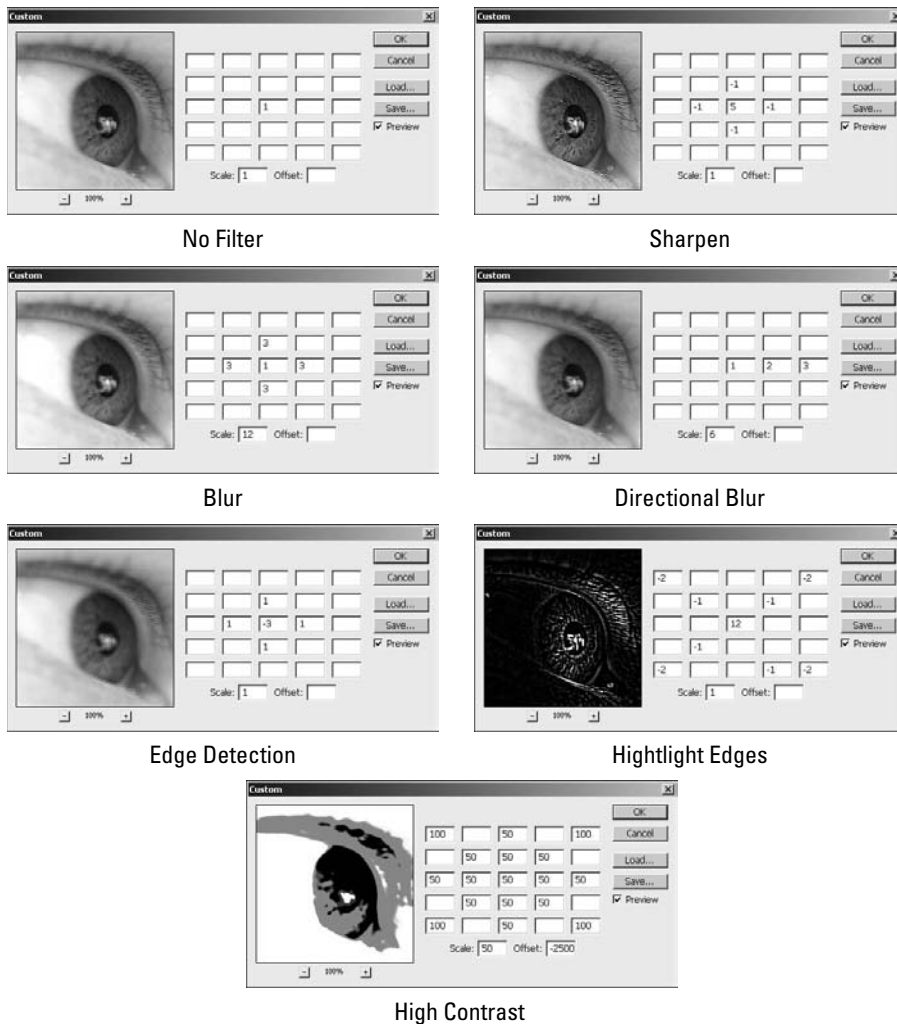 Custom
OK
Cancel
Load...
1
Save...
Preview
Scale: 1 Offset:
- 100% +
No Filter
Custom
OK
Cancel
-1
Load...
-1 5 -1
Save...
Preview
-1
Scale: 1 Offset:
- 100% +
Sharpen
Custom
OK
Cancel
3
Load...
3 1 3
Save...
Preview
3
Scale: 12 Offset:
- 100% +
Blur
Custom
OK
Cancel
Load...
1 2 3
Save...
Preview
Scale: 6 Offset:
- 100% +
Directional Blur
Custom
OK
Cancel
1
Load...
1 -3 1
Save...
Preview
1
Scale: 1 Offset:
- 100% +
Edge Detection
Custom
OK
-2 -2
Cancel
-1 -1
Load...
12
Save...
Preview
-1
-2 -1 -2
Scale: 1 Offset:
- 100% +
Hightlight Edges
Custom
OK
100 50 100
Cancel
50 50 50
Load...
50 50 50 50 50
Save...
Preview
50 50 50
100 50 100
Scale: 50 Offset: -2500
- 100% +
High Contrast